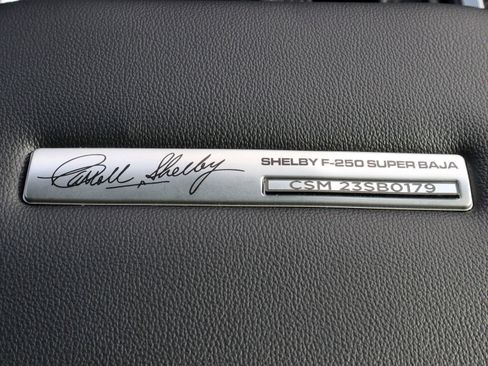 Carroll Shelby
SHELBY F-250 SUPER BAJA
CSM 23SB0179